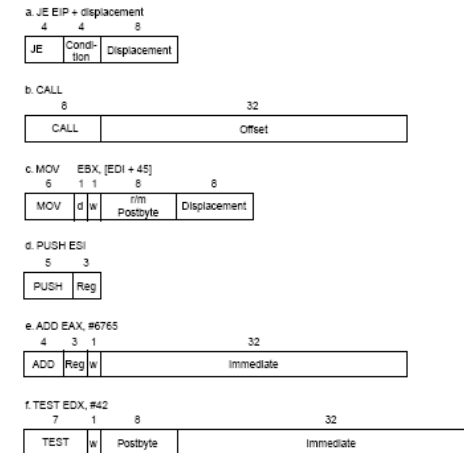 a. JE EIP + displacement
4 4 8
JE Condi-tion Displacement
b. CALL
8 32
CALL Offset
c. MOV EBX, [EDI + 45]
6 1 1 8 8
MOV d w r/m Postbyte Displacement
d. PUSH ESI
5 3
PUSH Reg
e. ADD EAX, #6765
4 3 1 32
ADD Reg w Immediate
f. TEST EDX, #42
7 1 8 32
TEST w Postbyte Immediate